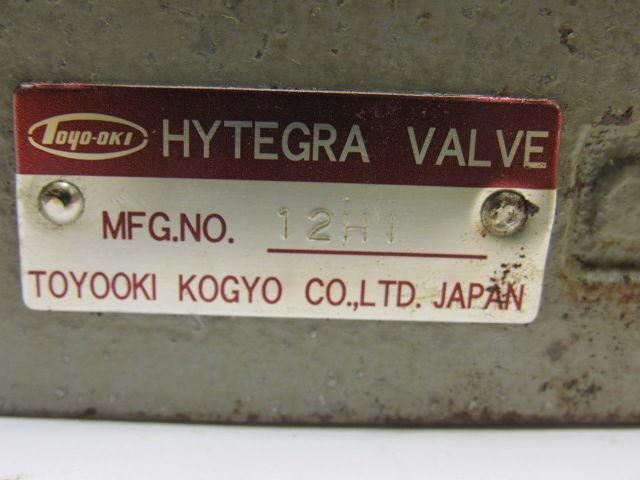 Toyo-oki HYTEGRA VALVE
MFG.NO. 12H1
TOYOOKI KOGYO CO.,LTD. JAPAN